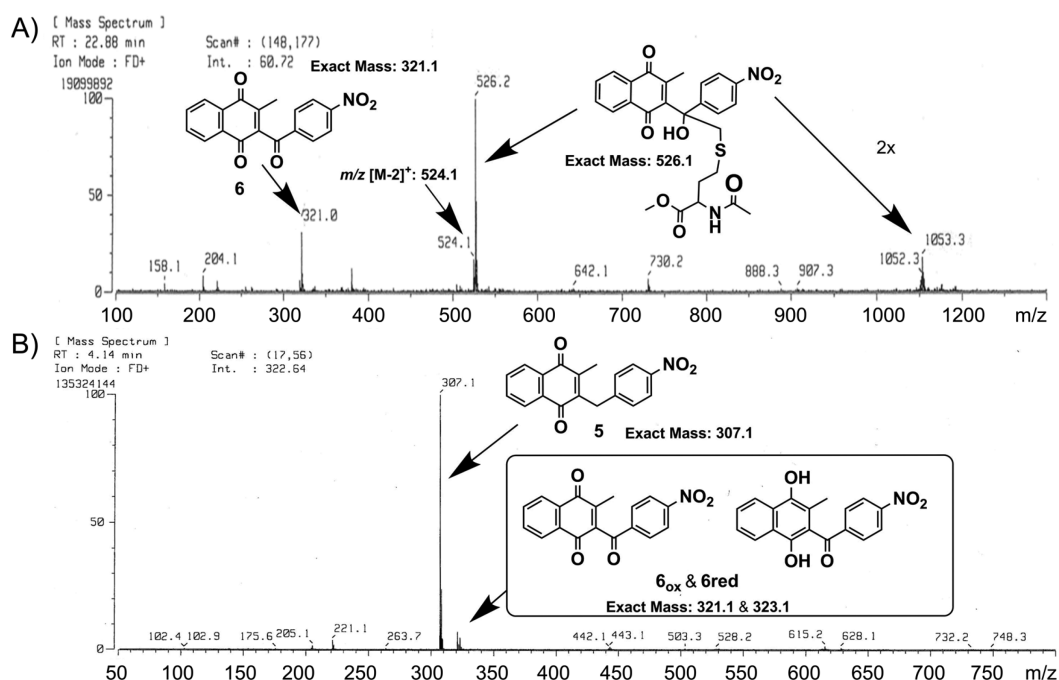 A)
[ Mass Spectrum ]
RT : 22.88 min Scan# : (148,177)
Ion Mode : FD+ Int. : 60.72
19099892
Exact Mass: 321.1
100
50
0
O
O
O
NO2
6
321.0
m/z [M-2]+: 524.1
524.1
526.2
O
O
HO
NO2
S
O
O
N
H
O
Exact Mass: 526.1
2x
158.1
204.1
642.1
730.2
888.3
907.3
1052.3
1053.3
100 200 300 400 500 600 700 800 900 1000 1100 1200 m/z
B)
[ Mass Spectrum ]
RT : 4.14 min Scan# : (17,56)
Ion Mode : FD+ Int. : 322.64
135324144
100
50
0
307.1
O
O
NO2
5 Exact Mass: 307.1
O
O
O
NO2
OH
OH
O
NO2
6ox & 6red
Exact Mass: 321.1 & 323.1
102.4
102.9
175.6
205.1
221.1
263.7
442.1
443.1
503.3
528.2
615.2
628.1
732.2
748.3
50 100 150 200 250 300 350 400 450 500 550 600 650 700 750 m/z